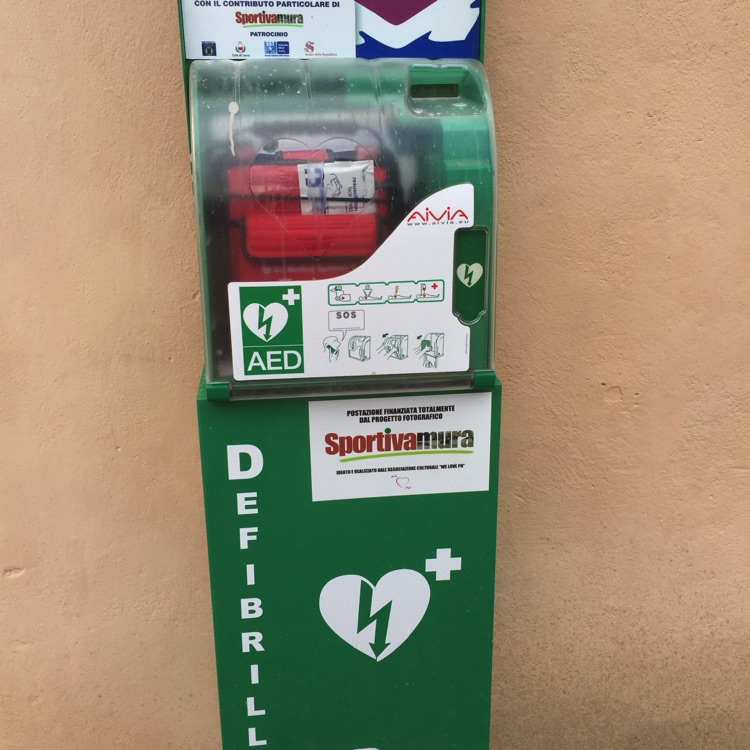 CON IL CONTRIBUTO PARTICOLARE DI
Sportivamura
PATROCINIO
AiViA
www.aivia.eu
SOS
AED
POSTAZIONE FINANZIATA TOTALMENTE
DAL PROGETTO FOTOGRAFICO
Sportivamura
IDEATO E REALIZZATO DALL'ASSOCIAZIONE CULTURALE "WE LOVE PH"
DEFIBRILL